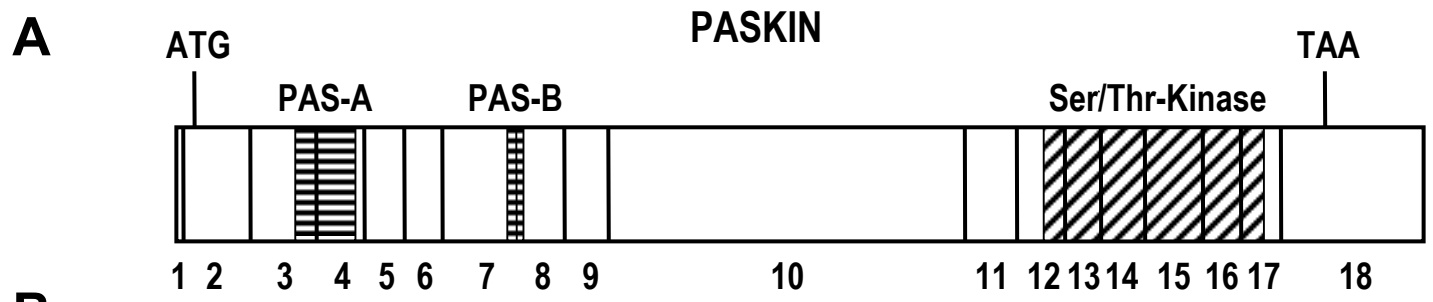 A
PASKIN
ATG
TAA
PAS-A PAS-B Ser/Thr-Kinase
1 2 3 4 5 6 7 8 9 10 11 12 13 14 15 16 17 18